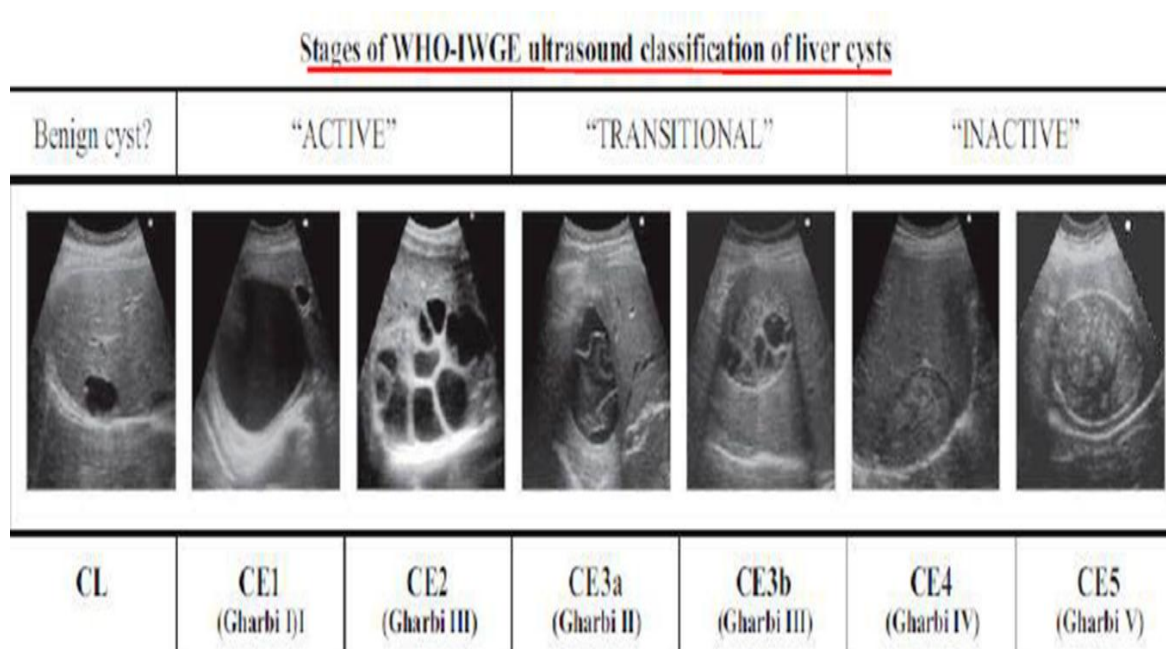 Stages of WHO-IWGE ultrasound classification of liver cysts
Benign cyst? "ACTIVE" "TRANSITIONAL" "INACTIVE"
CL CE1 CE2 CE3a CE3b CE4 CE5
(Gharbi I)I (Gharbi III) (Gharbi II) (Gharbi III) (Gharbi IV) (Gharbi V)